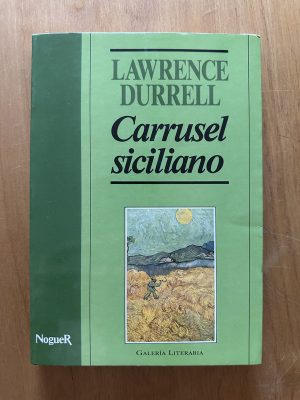 LAWRENCE
DURRELL
Carrusel
siciliano
NogueR
GALERÍA LITERARIA